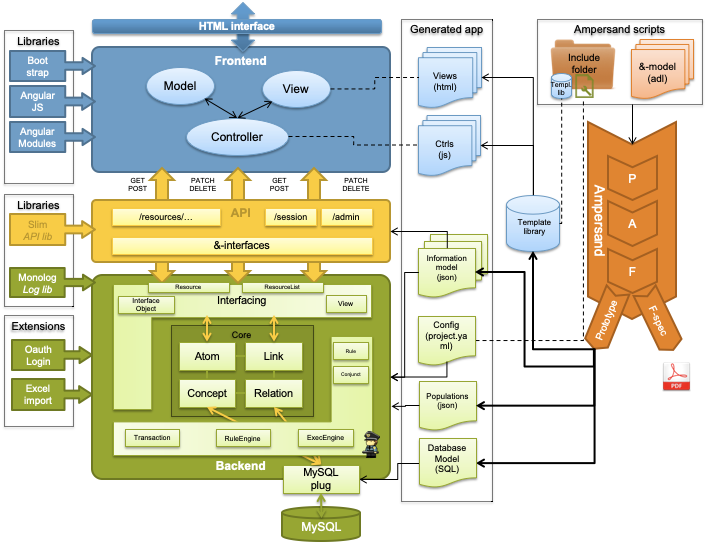 HTML interface
Generated app
Ampersand scripts
Libraries
Boot
strap
Angular
JS
Angular
Modules
Frontend
Model
View
Controller
Views
(html)
Ctrls
(js)
Include
folder
Templ.
lib
&-model
(adl)
GET
POST
PATCH
DELETE
GET
POST
PATCH
DELETE
Libraries
Slim
API lib
Monolog
Log lib
API
/resources/...
/session
/admin
&-interfaces
Template
library
Ampersand
P
A
F
Prototype
F-spec
PDF
Information
model
(json)
Config
(project.ya
ml)
Populations
(json)
Database
Model
(SQL)
Resource
ResourceList
Interface
Object
Interfacing
View
Extensions
Oauth
Login
Excel
import
Core
Atom
Link
Concept
Relation
Rule
Conjunct
Transaction
RuleEngine
ExecEngine
Backend
MySQL
plug
MySQL